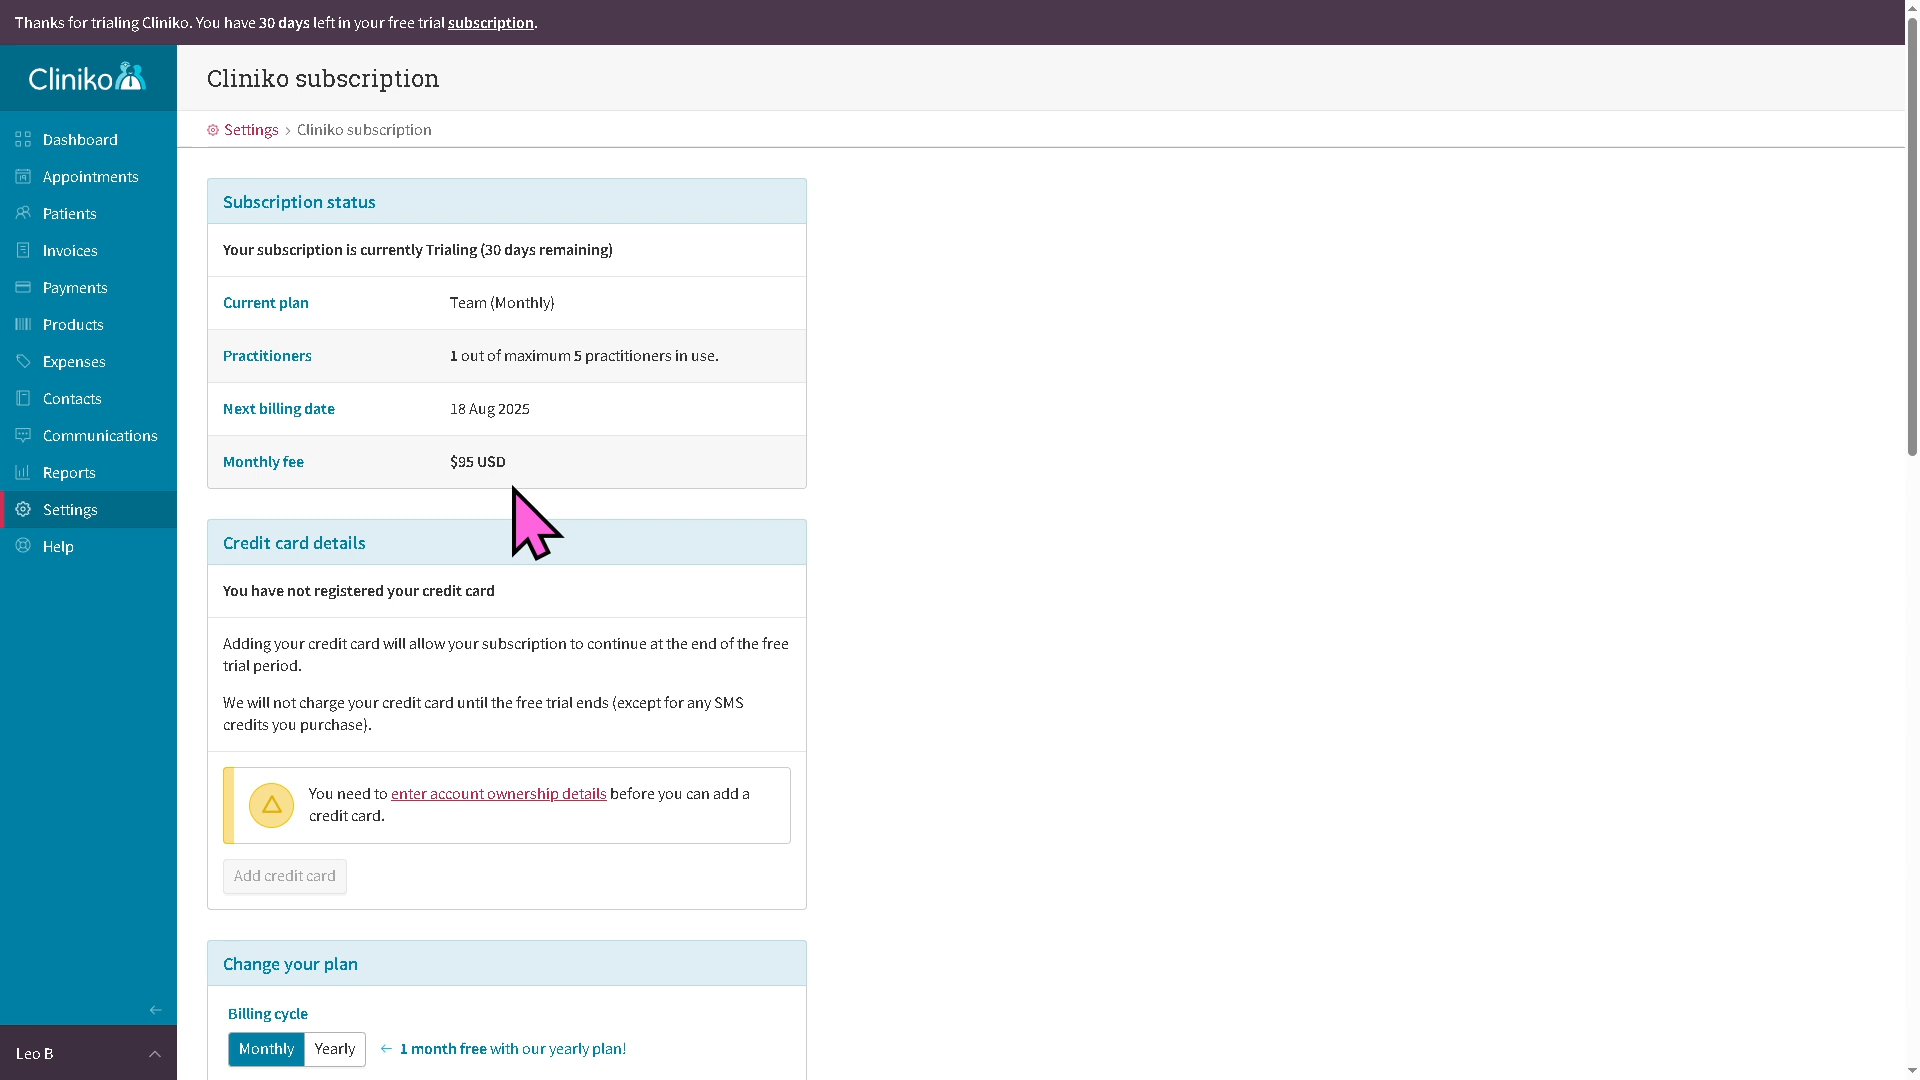 Thanks for trialing Cliniko. You have 30 days left in your free trial subscription.
Cliniko
Cliniko subscription
Settings › Cliniko subscription
Dashboard
Appointments
Patients
Invoices
Payments
Products
Expenses
Contacts
Communications
Reports
Settings
Help
Leo B
Subscription status
Your subscription is currently Trialing (30 days remaining)
Current plan Team (Monthly)
Practitioners 1 out of maximum 5 practitioners in use.
Next billing date 18 Aug 2025
Monthly fee $95 USD
Credit card details
You have not registered your credit card
Adding your credit card will allow your subscription to continue at the end of the free
trial period.
We will not charge your credit card until the free trial ends (except for any SMS
credits you purchase).
You need to enter account ownership details before you can add a
credit card.
Add credit card
Change your plan
Billing cycle
Monthly Yearly ← 1 month free with our yearly plan!